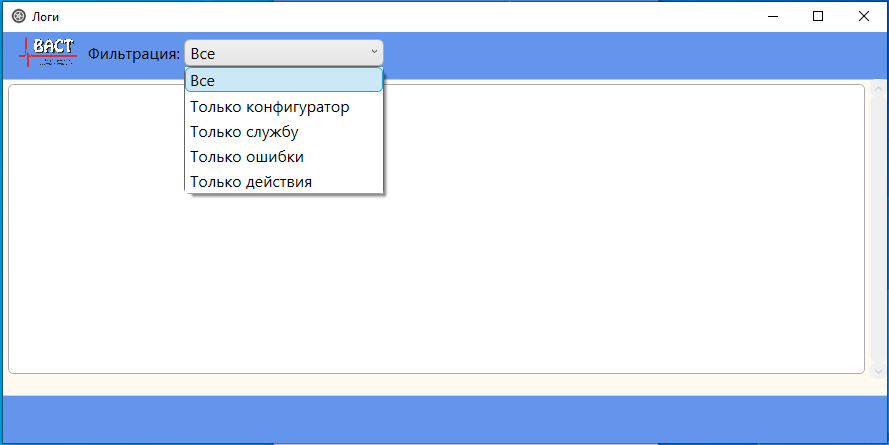 Логи
ВАСТ
Фильтрация: Все
Все
Только конфигуратор
Только службу
Только ошибки
Только действия